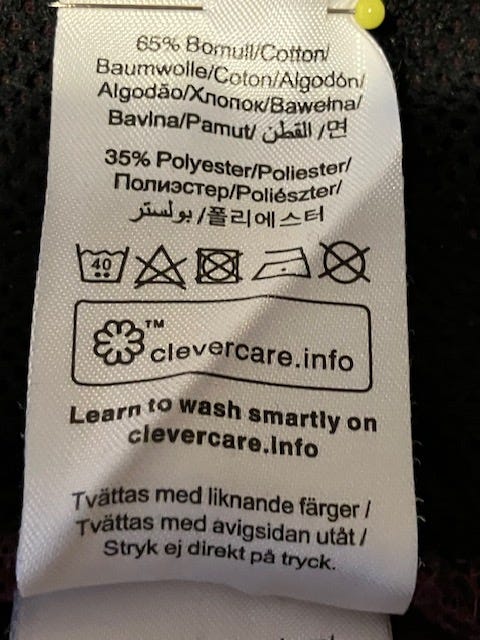 65% Bomull/Cotton/
Baumwolle/Coton/Algodón/
Algodão/Хлопок/Bawełna/
Bavlna/Pamut/ القطن /면
35% Polyester/Poliester/
Полиэстер/Poliészter/
بولستر/폴리에스터
40
TM
clevercare.info
Learn to wash smartly on
clevercare.info
Tvättas med liknande färger /
Tvättas med avigsidan utåt /
Stryk ej direkt på tryck.